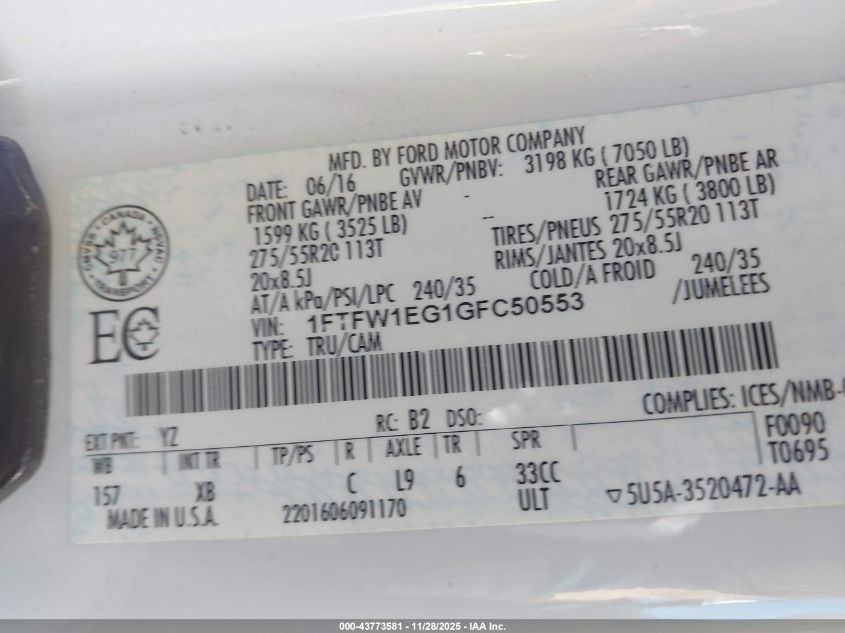 MFD. BY FORD MOTOR COMPANY
DATE: 06/16 GVWR/PNBV: 3198 KG ( 7050 LB)
FRONT GAWR/PNBE AV - REAR GAWR/PNBE AR
1599 KG ( 3525 LB) -- 1724 KG ( 3800 LB)
275/55R20 113T TIRES/PNEUS 275/55R20 113T
20x8.5J RIMS/JANTES 20x8.5J
AT/A kPa/PSI/LPC 240/35 COLD/A FROID 240/35
VIN: 1FTFW1EG1GFC50553 /JUMELEES
TYPE: TRU/CAM
CANADA
977
TRANSPORT
EC
COMPLIES: ICES/NMB-
EXT PNT: YZ RC: B2 DSO: F0090
WB INT TR TP/PS R AXLE TR SPR T0695
157 XB C L9 6 33CC
ULT ▽5U5A-3520472-AA
MADE IN U.S.A. 2201606091170
000-43773581 - 11/28/2025 - IAA Inc.